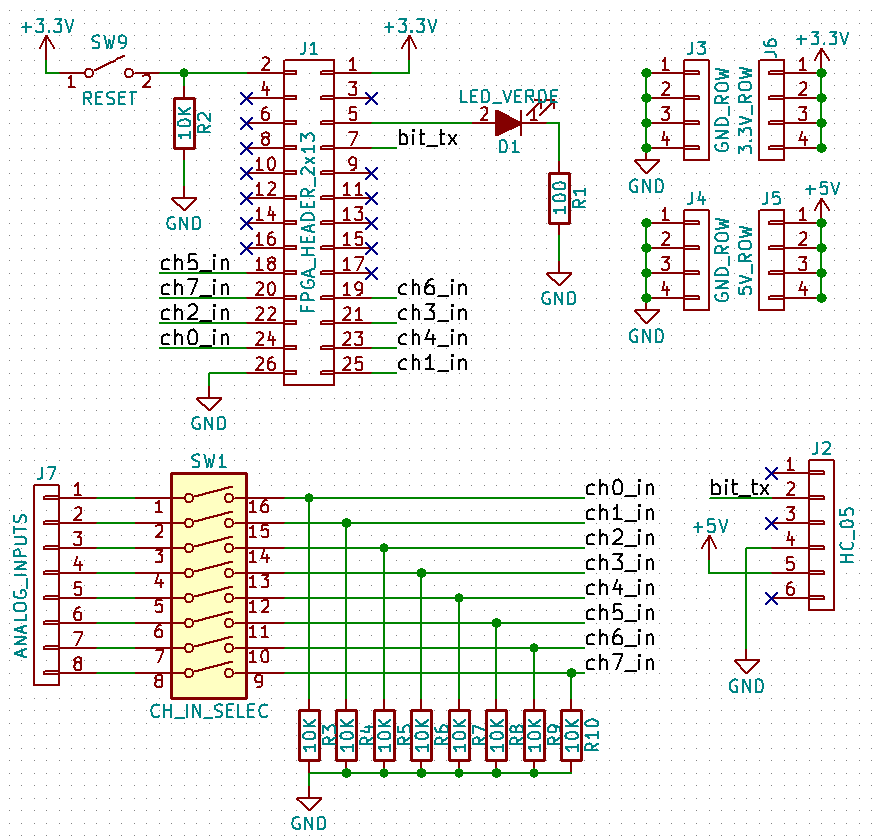 +3.3V
SW9
1
2
RESET
10K
R2
GND
+3.3V
J1
FPGA_HEADER_2x13
2
4
6
8
10
12
14
16
18
20
22
24
26
1
3
5
7
9
11
13
15
17
19
21
23
25
ch5_in
ch7_in
ch2_in
ch0_in
GND
bit_tx
ch6_in
ch3_in
ch4_in
ch1_in
LED_VERDE
2
1
D1
100
R1
GND
J3
1
2
3
4
GND_ROW
GND
J6
+3.3V
3.3V_ROW
1
2
3
4
J4
1
2
3
4
GND_ROW
GND
J5
+5V
5V_ROW
1
2
3
4
J7
ANALOG_INPUTS
1
2
3
4
5
6
7
8
SW1
1
2
3
4
5
6
7
8
16
15
14
13
12
11
10
9
CH_IN_SELEC
ch0_in
ch1_in
ch2_in
ch3_in
ch4_in
ch5_in
ch6_in
ch7_in
10K
R3
10K
R4
10K
R5
10K
R6
10K
R7
10K
R8
10K
R9
10K
R10
GND
J2
1
2
3
4
5
6
HC_05
bit_tx
+5V
GND